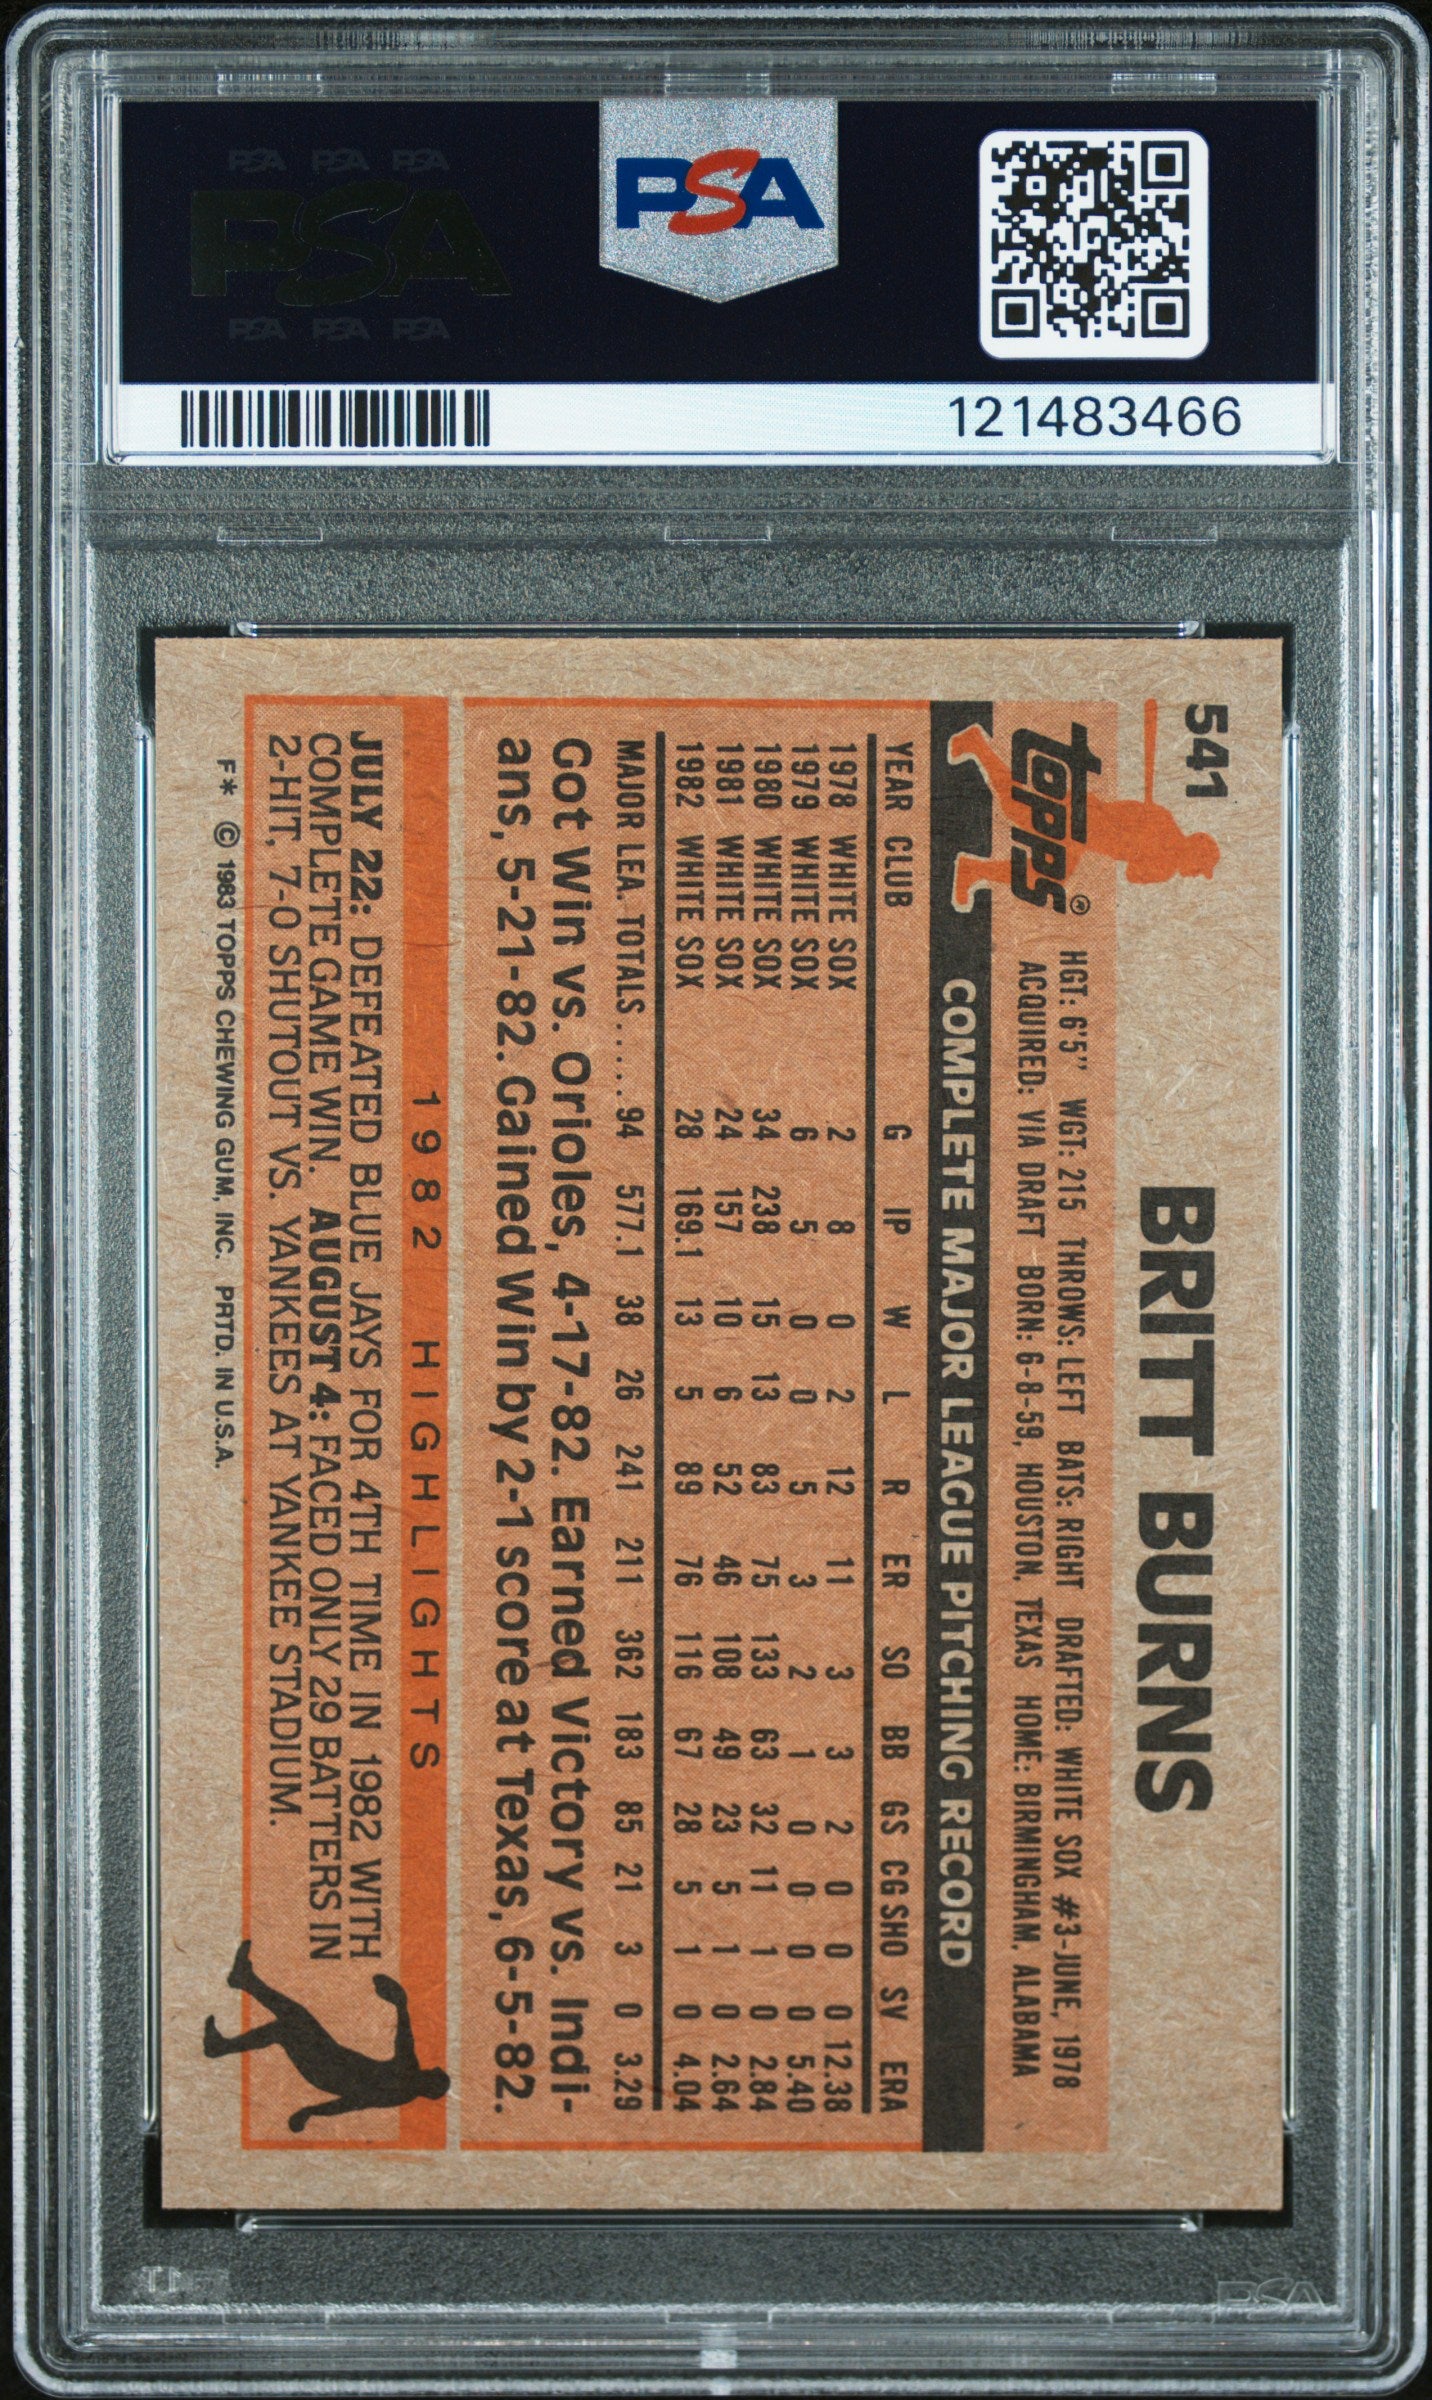 PSA PSA PSA
PSA
PSA PSA PSA
PSA
121483466
541
BRITT BURNS
Topps®
HGT: 6'5" WGT: 215 THROWS: LEFT BATS: RIGHT DRAFTED: WHITE SOX #3-JUNE, 1978
ACQUIRED: VIA DRAFT BORN: 6-8-59, HOUSTON, TEXAS HOME: BIRMINGHAM, ALABAMA
COMPLETE MAJOR LEAGUE PITCHING RECORD
YEAR CLUB G IP W L R ER SO BB GS CG SHO SV ERA
1978 WHITE SOX 2 8 0 2 12 11 3 3 2 0 0 0 12.38
1979 WHITE SOX 6 5 0 0 5 3 2 1 0 0 0 0 5.40
1980 WHITE SOX 34 238 15 13 83 75 133 63 32 11 1 0 2.84
1981 WHITE SOX 24 157 10 6 52 46 108 49 23 5 1 0 2.64
1982 WHITE SOX 28 169.1 13 5 89 76 116 67 28 5 1 0 4.04
MAJOR LEA. TOTALS ..... 94 577.1 38 26 241 211 362 183 85 21 3 0 3.29
Got Win vs. Orioles, 4-17-82. Earned Victory vs. Indi-
ans, 5-21-82. Gained Win by 2-1 score at Texas, 6-5-82.
1982 HIGHLIGHTS
JULY 22: DEFEATED BLUE JAYS FOR 4TH TIME IN 1982 WITH
COMPLETE GAME WIN. AUGUST 4: FACED ONLY 29 BATTERS IN
2-HIT, 7-0 SHUTOUT VS. YANKEES AT YANKEE STADIUM.
F* © 1983 TOPPS CHEWING GUM, INC. PRTD. IN U.S.A.
PSA